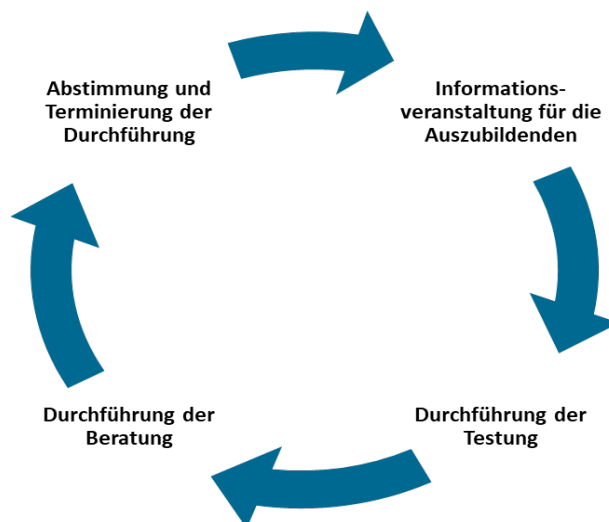 Abstimmung und
Terminierung der
Durchführung
Informations-
veranstaltung für die
Auszubildenden
Durchführung der
Testung
Durchführung der
Beratung